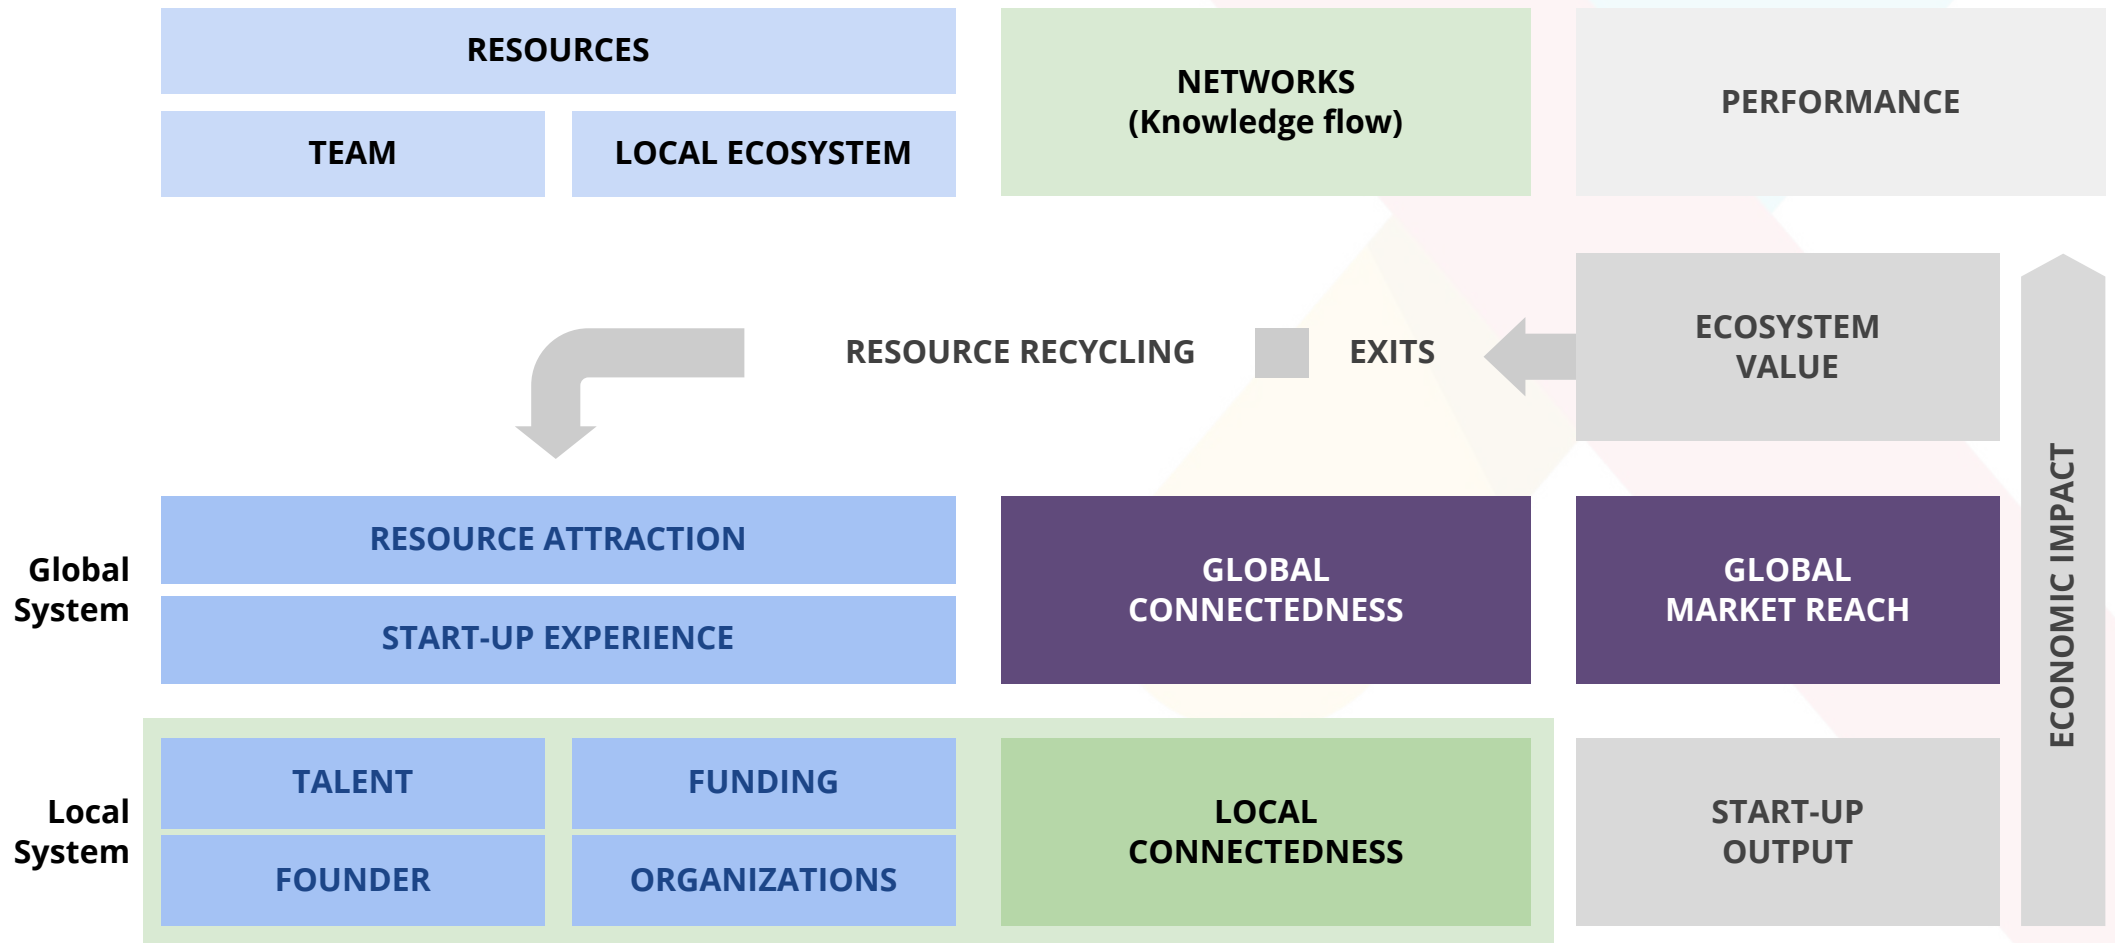 RESOURCES
TEAM
LOCAL ECOSYSTEM
NETWORKS
(Knowledge flow)
PERFORMANCE
RESOURCE RECYCLING
EXITS
ECOSYSTEM
VALUE
ECONOMIC IMPACT
Global
System
RESOURCE ATTRACTION
START-UP EXPERIENCE
GLOBAL
CONNECTEDNESS
GLOBAL
MARKET REACH
Local
System
TALENT
FUNDING
FOUNDER
ORGANIZATIONS
LOCAL
CONNECTEDNESS
START-UP
OUTPUT